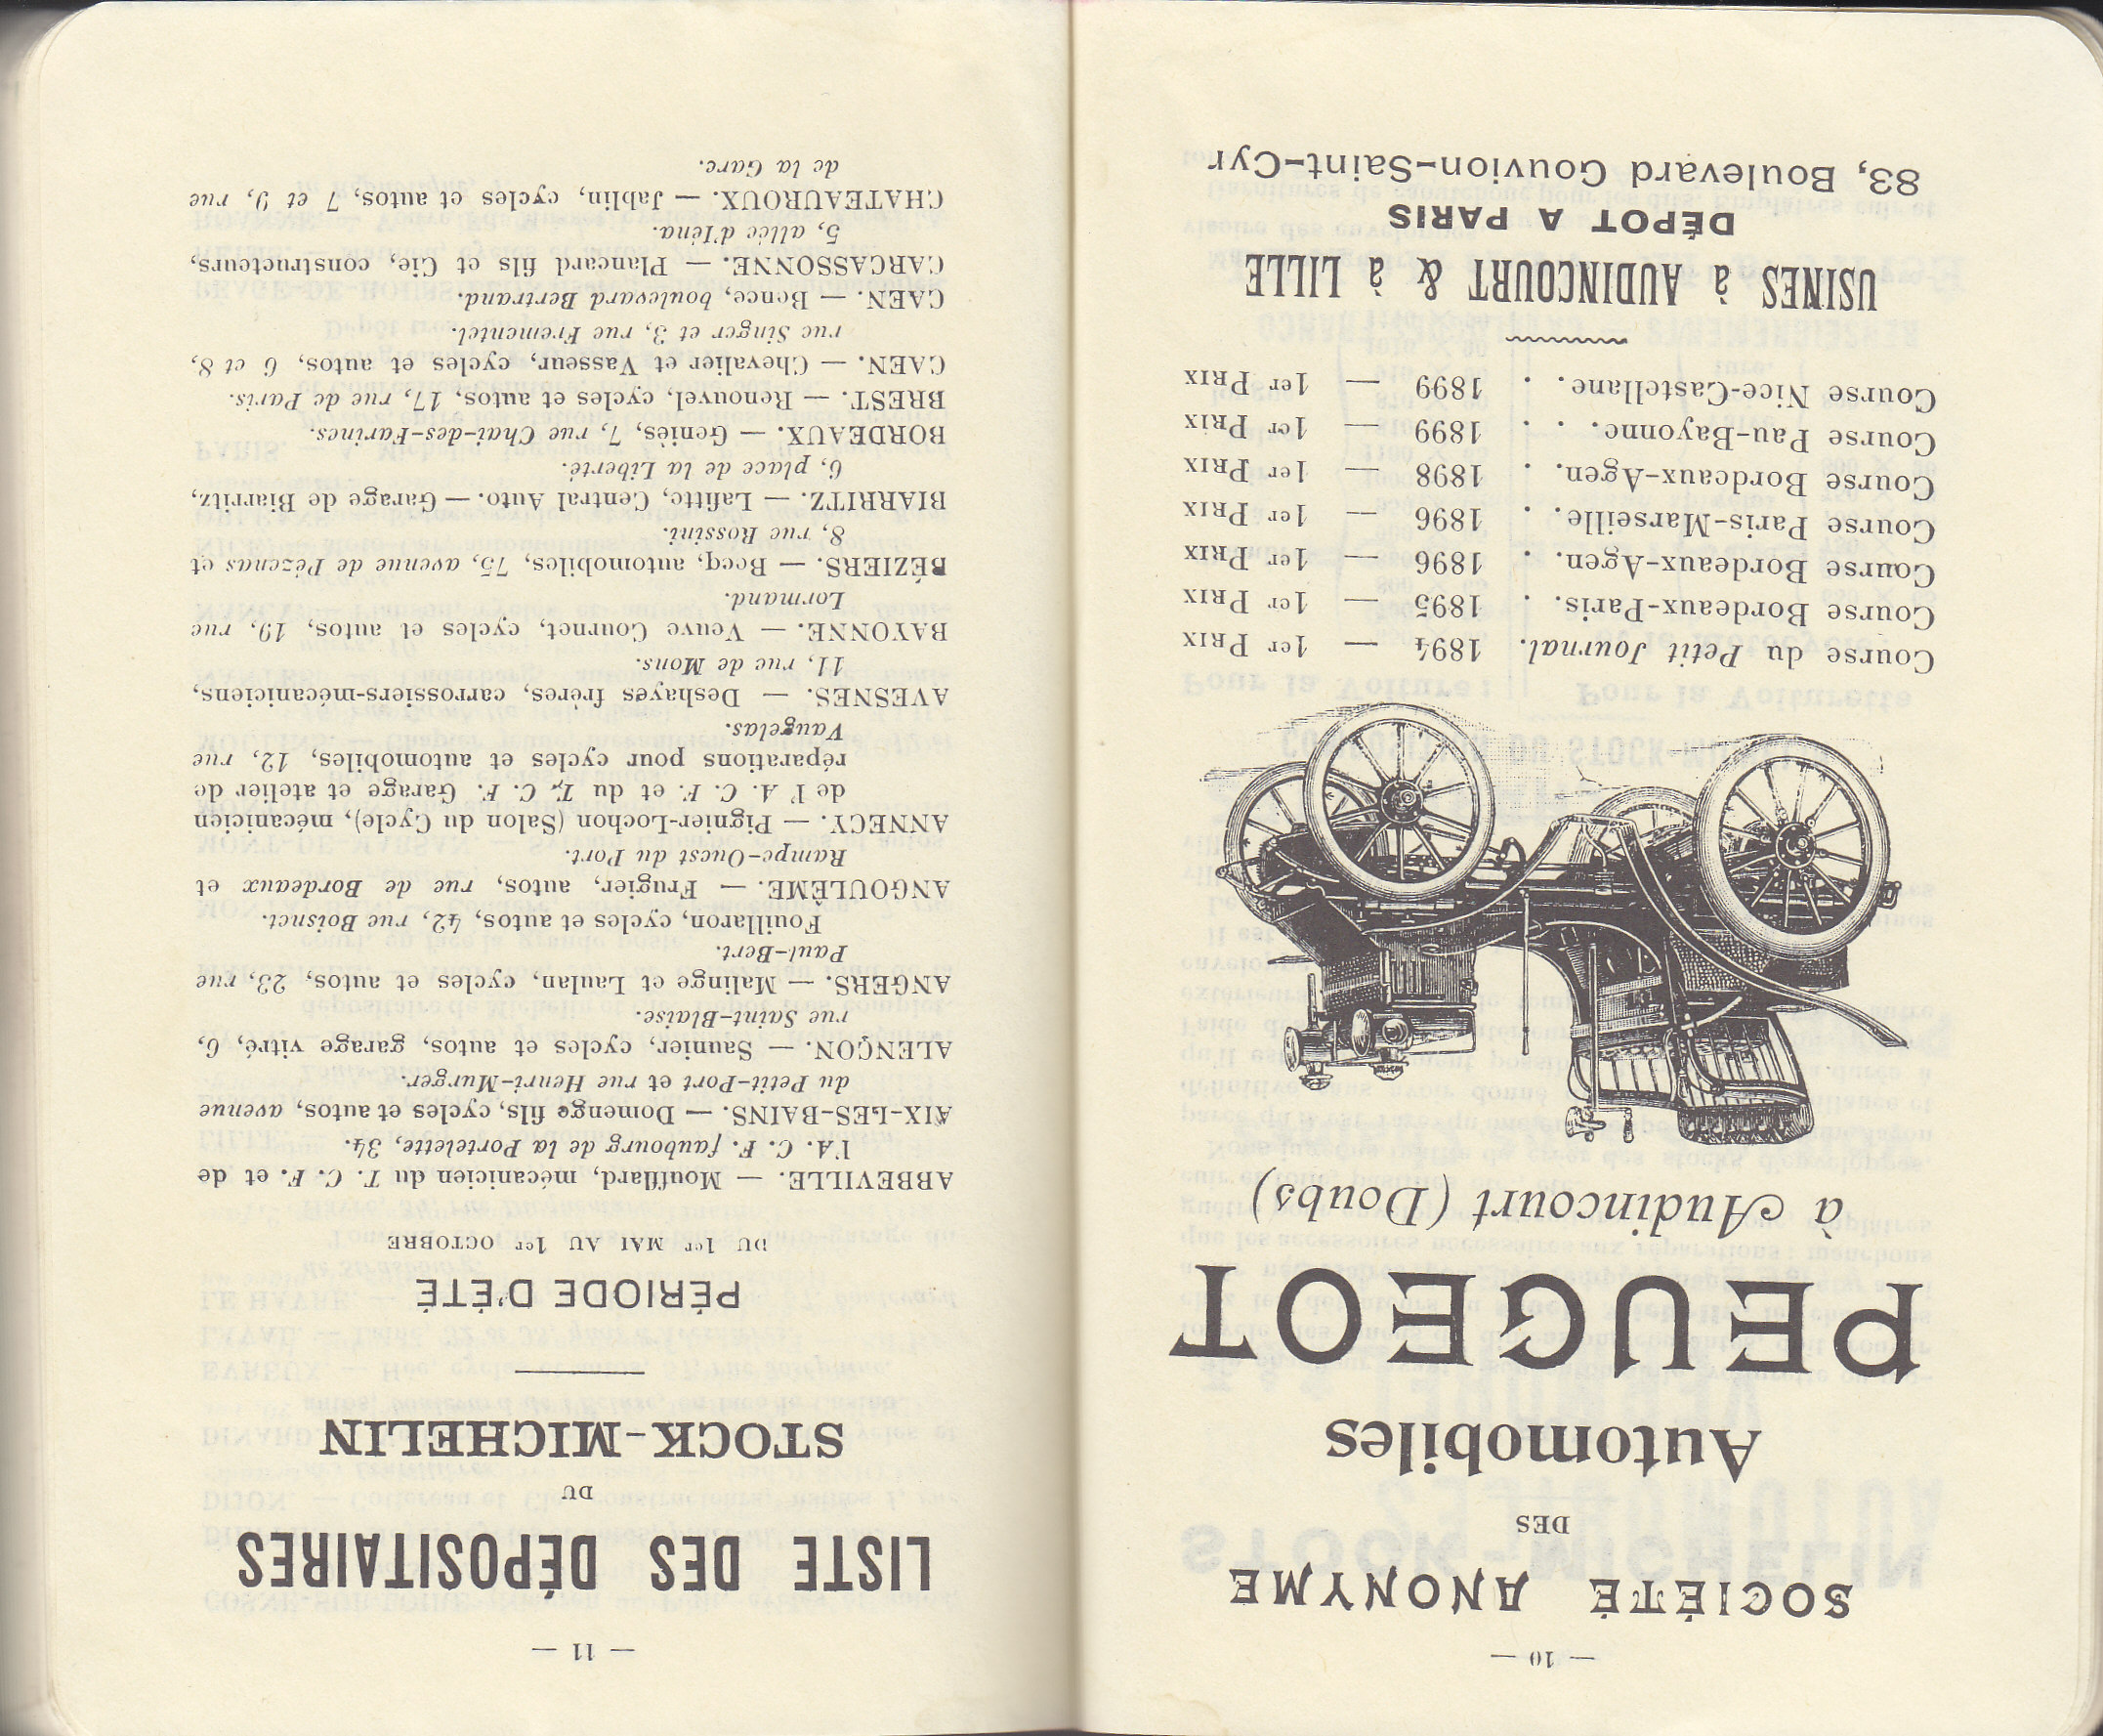 — 10 —
SOCIÉTÉ ANONYME
DES
Automobiles
PEUGEOT
à Audincourt (Doubs)
Course du Petit Journal. 1894 — 1er PRIX
Course Bordeaux-Paris. . 1895 — 1er PRIX
Course Bordeaux-Agen. . 1896 — 1er PRIX
Course Paris-Marseille. . 1896 — 1er PRIX
Course Bordeaux-Agen. . 1898 — 1er PRIX
Course Pau-Bayonne. . . 1899 — 1er PRIX
Course Nice-Castellane. . 1899 — 1er PRIX
USINES à AUDINCOURT & à LILLE
DÉPOT A PARIS
83, Boulevard Gouvion-Saint-Cyr
— 11 —
LISTE DES DÉPOSITAIRES
DU
STOCK-MICHELIN
PÉRIODE D'ÉTÉ
DU 1er MAI AU 1er OCTOBRE
ABBEVILLE. — Moufflard, mécanicien du T. C. F. et de
l'A. C. F. faubourg de la Portelette, 34.
AIX-LES-BAINS. — Domenge fils, cycles et autos, avenue
du Petit-Port et rue Henri-Murger.
ALENÇON. — Saunier, cycles et autos, garage vitré, 6,
rue Saint-Blaise.
ANGERS. — Malinge et Laulan, cycles et autos, 23, rue
Paul-Bert.
Fouillaron, cycles et autos, 42, rue Boisnet.
ANGOULÊME. — Frugier, autos, rue de Bordeaux et
Rampe-Ouest du Port.
ANNECY. — Pignier-Lochon (Salon du Cycle), mécanicien
de l'A. C. F. et du T. C. F. Garage et atelier de
réparations pour cycles et automobiles, 12, rue
Vaugelas.
AVESNES. — Deshayes frères, carrossiers-mécaniciens,
11, rue de Mons.
BAYONNE. — Veuve Cournet, cycles et autos, 19, rue
Lormand.
BÉZIERS. — Becq, automobiles, 75, avenue de Pézenas et
8, rue Rossini.
BIARRITZ. — Lafitte, Central Auto. — Garage de Biarritz,
6, place de la Liberté.
BORDEAUX. — Geniès, 7, rue Chai-des-Farines.
BREST. — Renouvel, cycles et autos, 17, rue de Paris.
CAEN. — Chevalier et Vasseur, cycles et autos, 6 et 8,
rue Singer et 3, rue Frementel.
CAEN. — Bence, boulevard Bertrand.
CARCASSONNE. — Plancard fils et Cie, constructeurs,
5, allée d'Iéna.
CHATEAUROUX. — Jablin, cycles et autos, 7 et 9, rue
de la Gare.